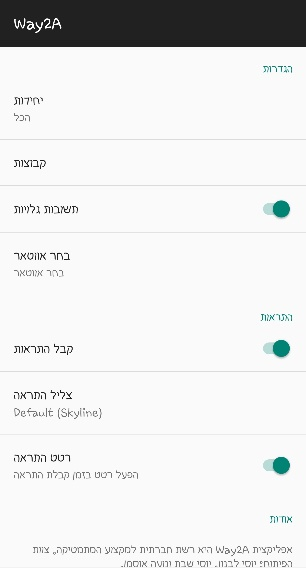 Way2A
הגדרות
יחידות
הכל
קבוצות
תשובות גלויות
בחר אווטאר
בחר אווטאר
התראות
קבל התראות
צליל התראה
Default (Skyline)
רטט התראה
הפעל רטט בזמן קבלת התראה
אודות
אפליקצית Way2A היא רשת חברתית למקצוע המתמטיקה. צוות
הפיתוח: יוסי לבנון, יוסי שבת ונועה אוסמו.